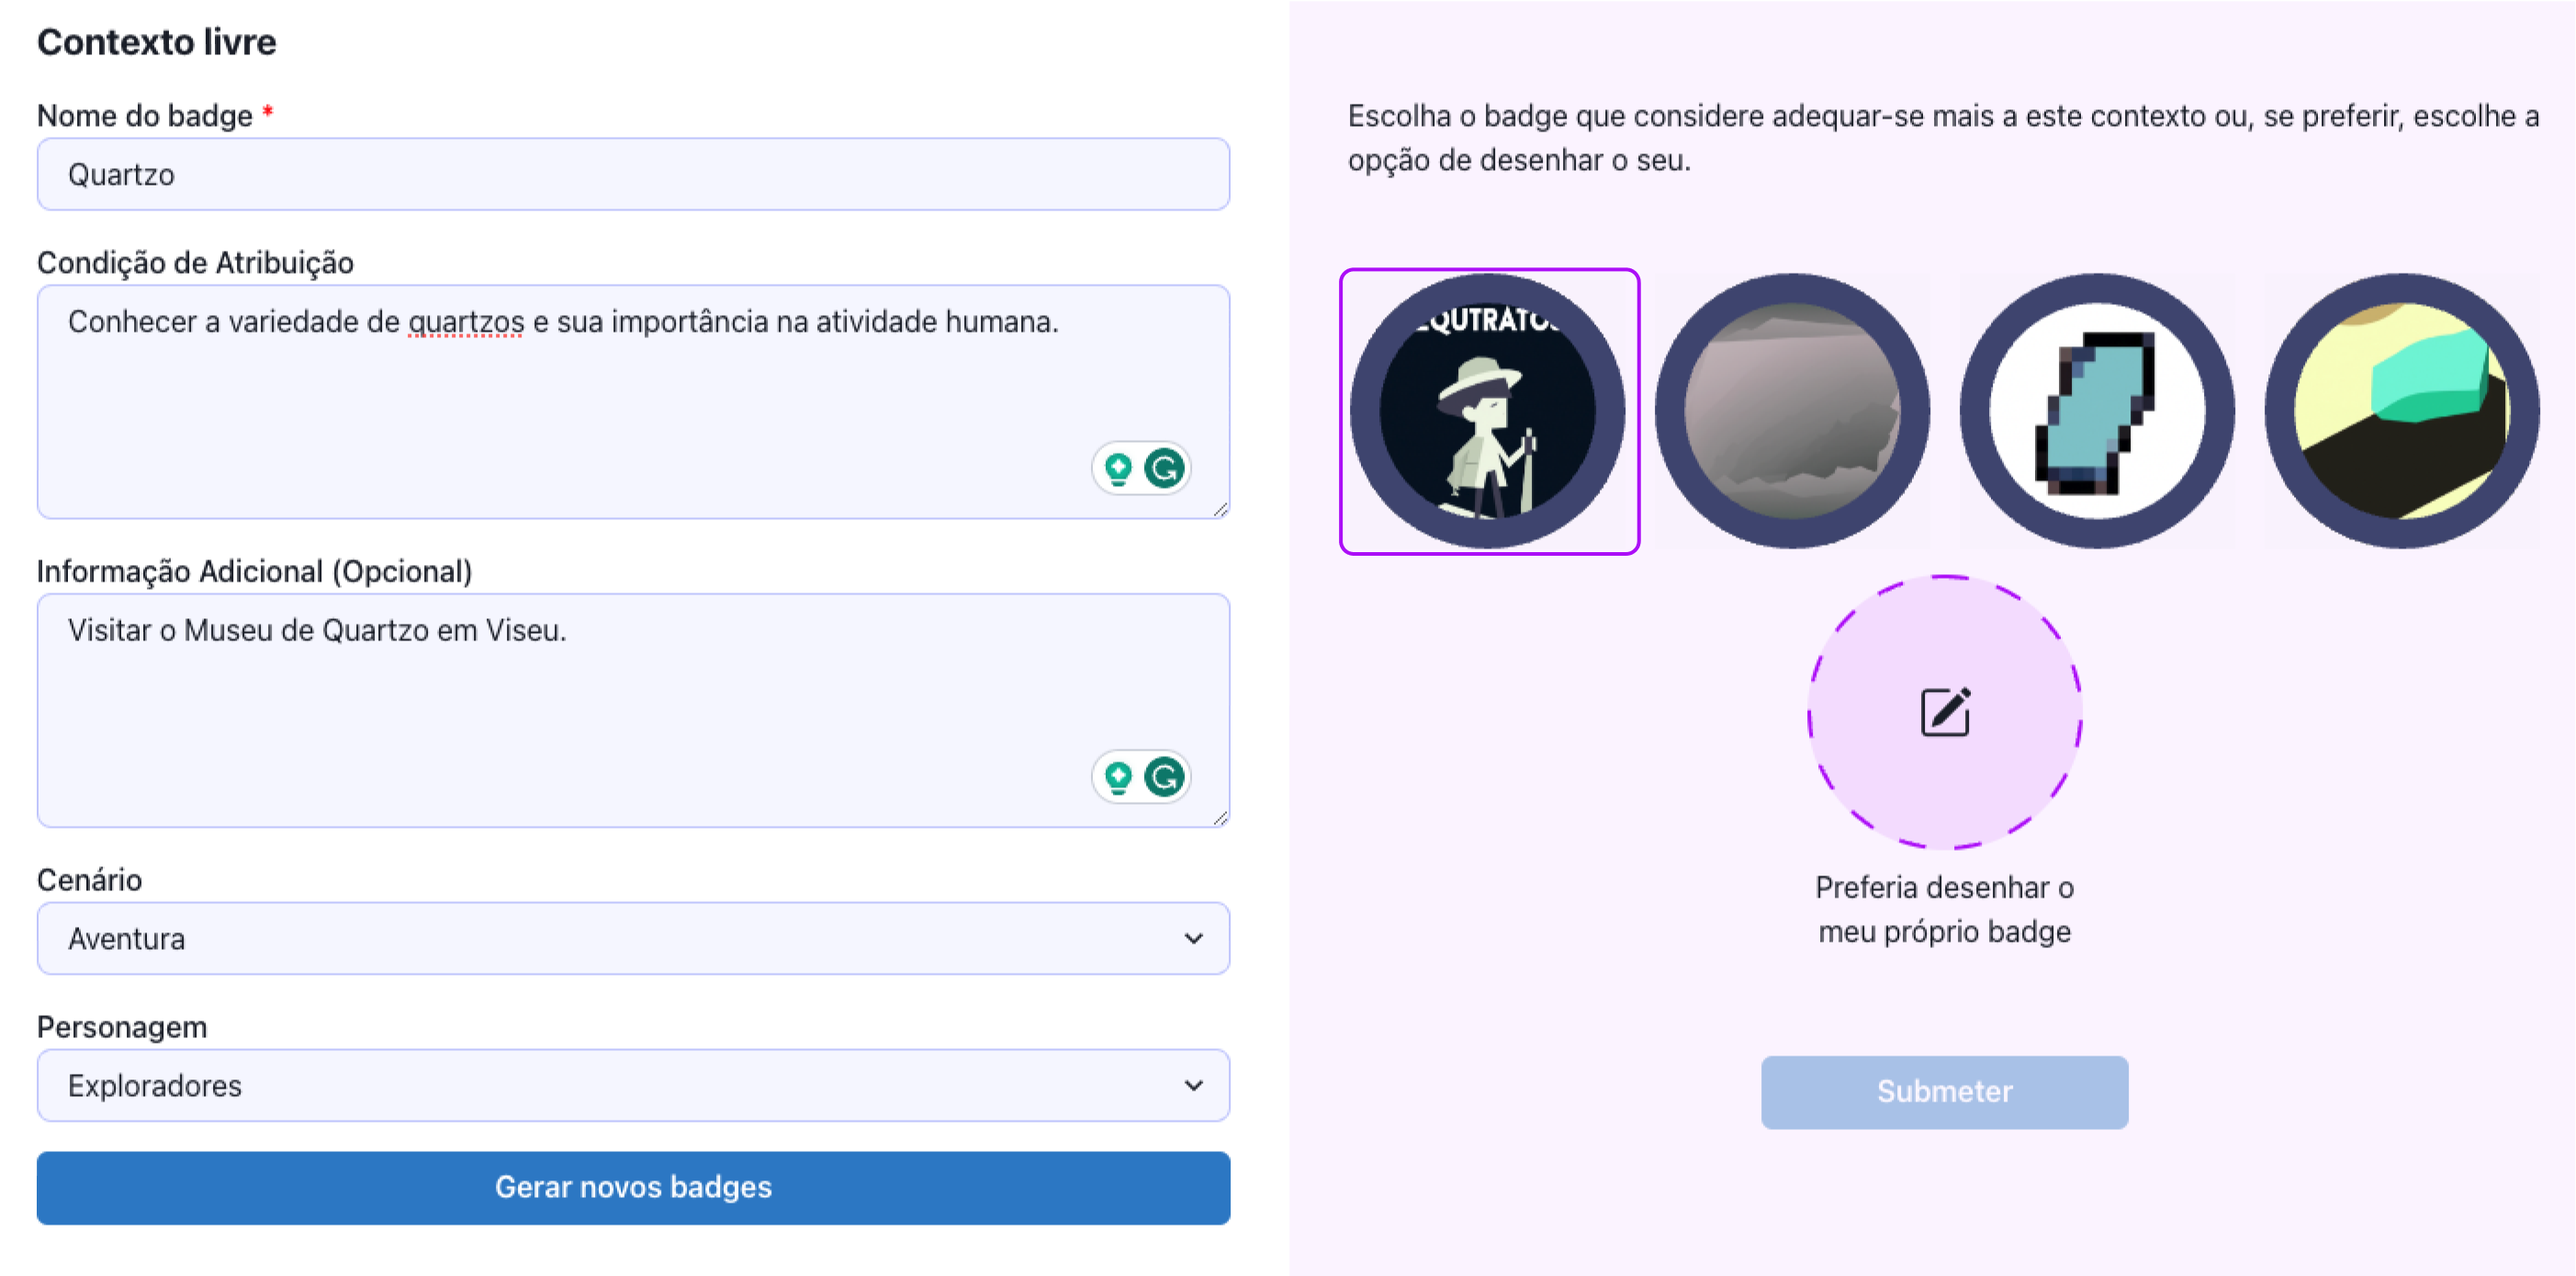 Contexto livre
Nome do badge *
Quartzo
Condição de Atribuição
Conhecer a variedade de quartzos e sua importância na atividade humana.
Informação Adicional (Opcional)
Visitar o Museu de Quartzo em Viseu.
Cenário
Aventura
Personagem
Exploradores
Gerar novos badges
Escolha o badge que considere adequar-se mais a este contexto ou, se preferir, escolhe a
opção de desenhar o seu.
Preferia desenhar o
meu próprio badge
Submeter